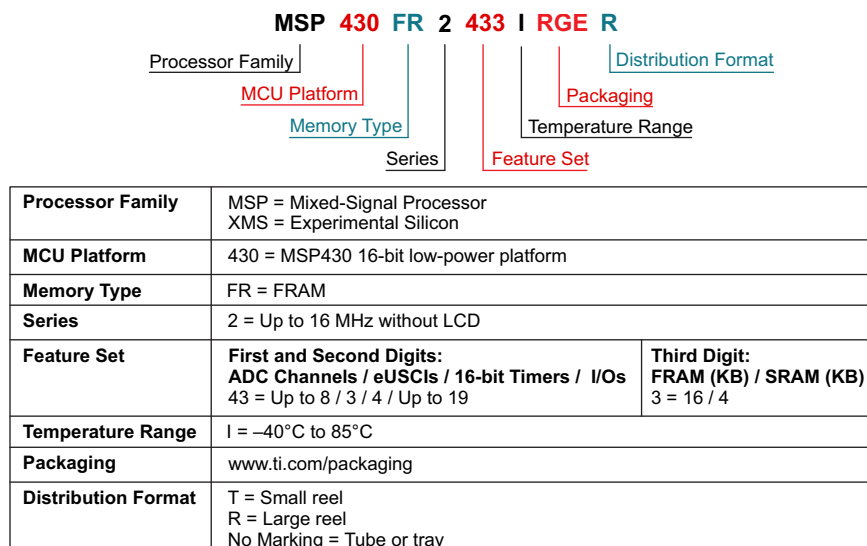 MSP 430 FR 2 433 I RGE R
Processor Family
Distribution Format
MCU Platform
Packaging
Memory Type
Temperature Range
Series
Feature Set
Processor Family
MSP = Mixed-Signal Processor
XMS = Experimental Silicon
MCU Platform
430 = MSP430 16-bit low-power platform
Memory Type
FR = FRAM
Series
2 = Up to 16 MHz without LCD
Feature Set
First and Second Digits:
ADC Channels / eUSCIs / 16-bit Timers / I/Os
43 = Up to 8 / 3 / 4 / Up to 19
Third Digit:
FRAM (KB) / SRAM (KB)
3 = 16 / 4
Temperature Range
I = –40°C to 85°C
Packaging
www.ti.com/packaging
Distribution Format
T = Small reel
R = Large reel
No Marking = Tube or tray